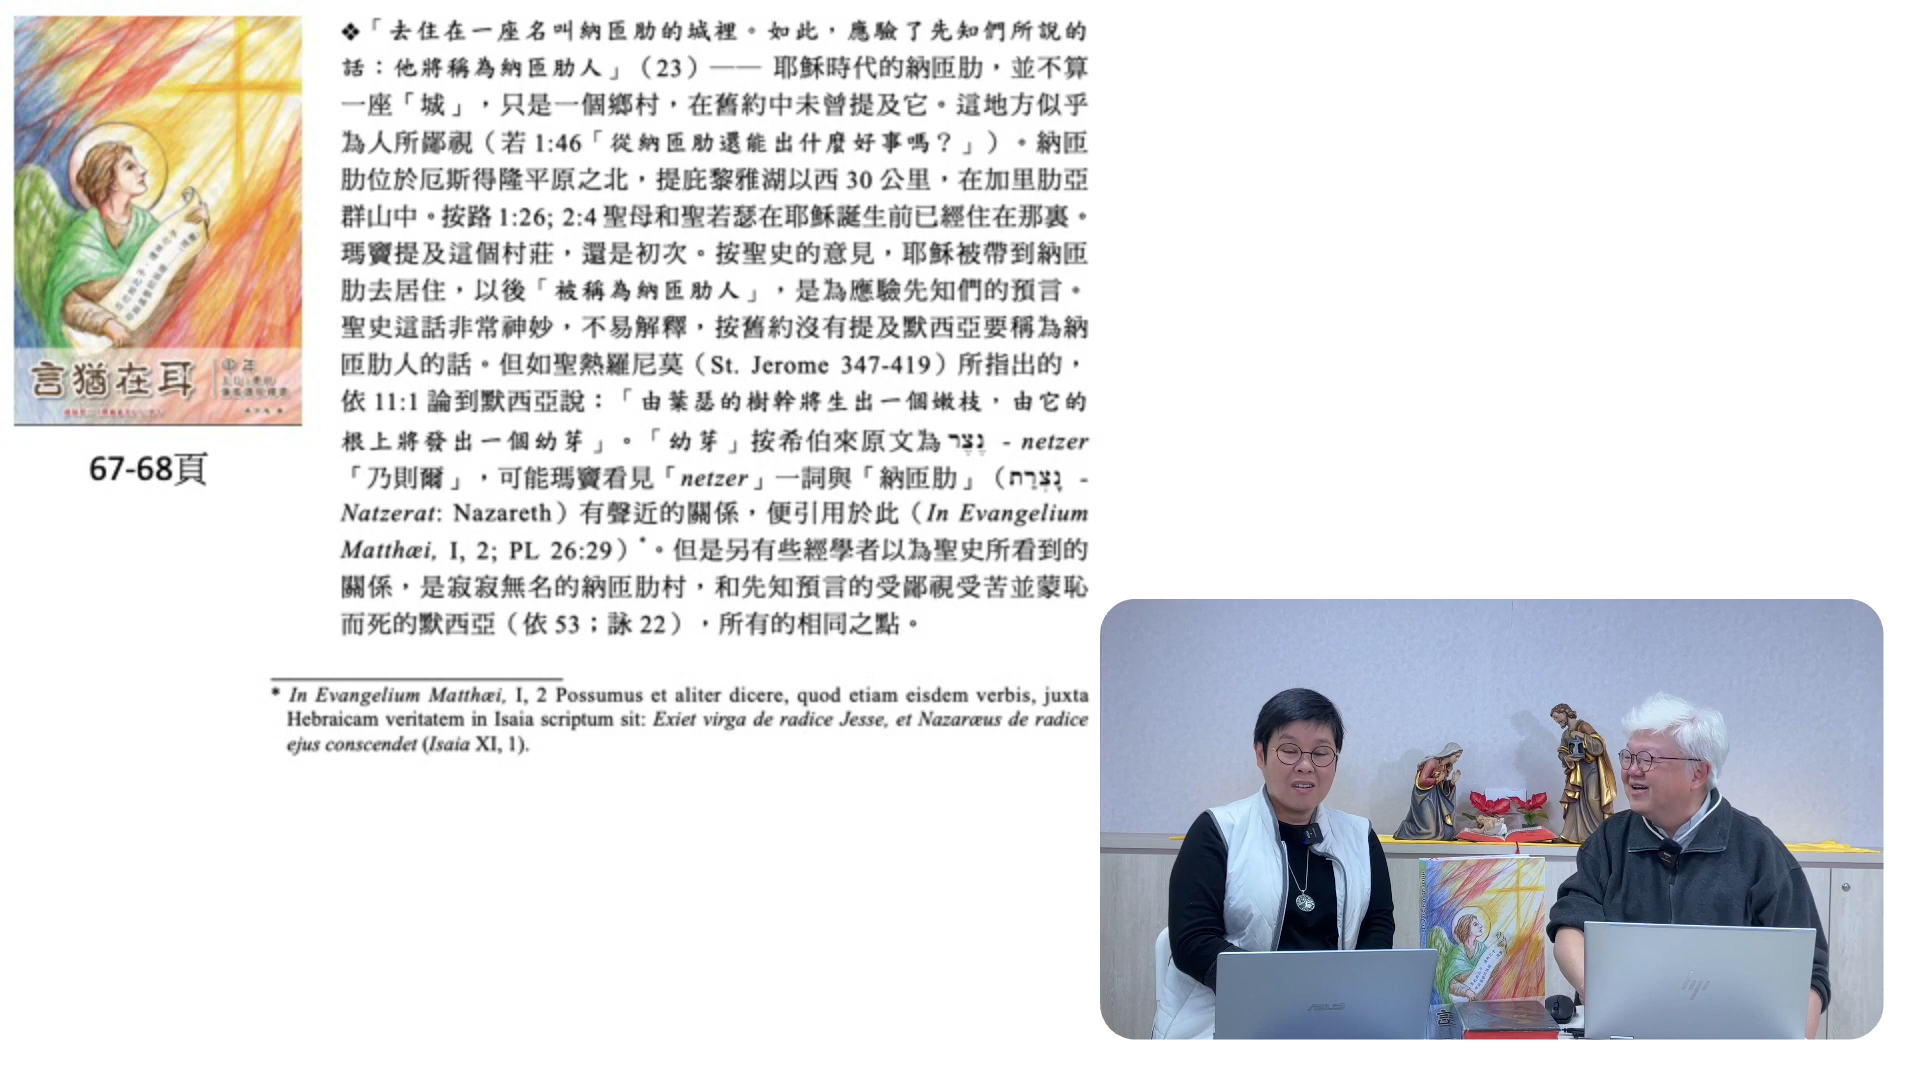 ❖「去住在一座名叫納匝肋的城裡。如此，應驗了先知們所說的
話：他將稱為納匝肋人」（23）—— 耶穌時代的納匝肋，並不算
一座「城」，只是一個鄉村，在舊約中未曾提及它。這地方似乎
為人所鄙視（若 1:46「從納匝肋還能出什麼好事嗎？」）。納匝
肋位於厄斯得隆平原之北，提庇黎雅湖以西 30 公里，在加里肋亞
群山中。按路 1:26; 2:4 聖母和聖若瑟在耶穌誕生前已經住在那裏。
瑪竇提及這個村莊，還是初次。按聖史的意見，耶穌被帶到納匝
肋去居住，以後「被稱為納匝肋人」，是為應驗先知們的預言。
聖史這話非常神妙，不易解釋，按舊約沒有提及默西亞要稱為納
匝肋人的話。但如聖熱羅尼莫（St. Jerome 347-419）所指出的，
依 11:1 論到默西亞說：「由葉瑟的樹幹將生出一個嫩枝，由它的
根上將發出一個幼芽」。「幼芽」按希伯來原文為 נֵצֶר - netzer
「乃則爾」，可能瑪竇看見「netzer」一詞與「納匝肋」（נָצְרַת -
Natzerat: Nazareth）有聲近的關係，便引用於此（In Evangelium
Matthæi, I, 2; PL 26:29）*。但是另有些經學者以為聖史所看到的
關係，是寂寂無名的納匝肋村，和先知預言的受鄙視受苦並蒙恥
而死的默西亞（依 53；詠 22），所有的相同之點。
* In Evangelium Matthæi, I, 2 Possumus et aliter dicere, quod etiam eisdem verbis, juxta
Hebraicam veritatem in Isaia scriptum sit: Exiet virga de radice Jesse, et Nazaræus de radice
ejus conscendet (Isaia XI, 1).
言猶在耳
甲年
67-68頁
ASUS
hp